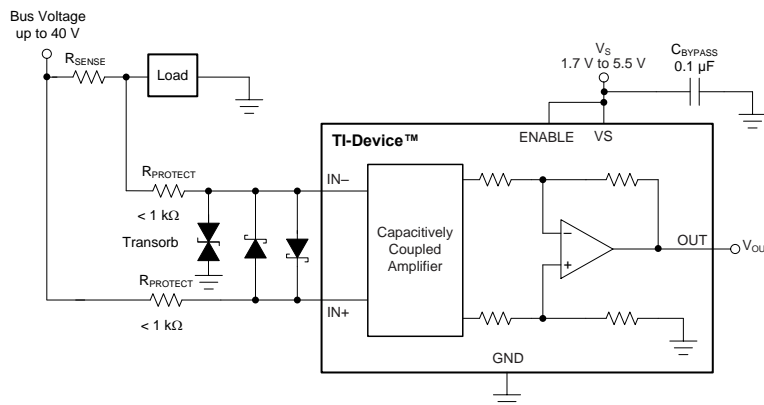 Bus Voltage
up to 40 V
RSENSE
Load
VS
1.7 V to 5.5 V
CBYPASS
0.1 µF
ENABLE
VS
TI-Device™
RPROTECT
< 1 kΩ
IN–
Transorb
Capacitively
Coupled
Amplifier
–
+
OUT
VOU
RPROTECT
< 1 kΩ
IN+
GND